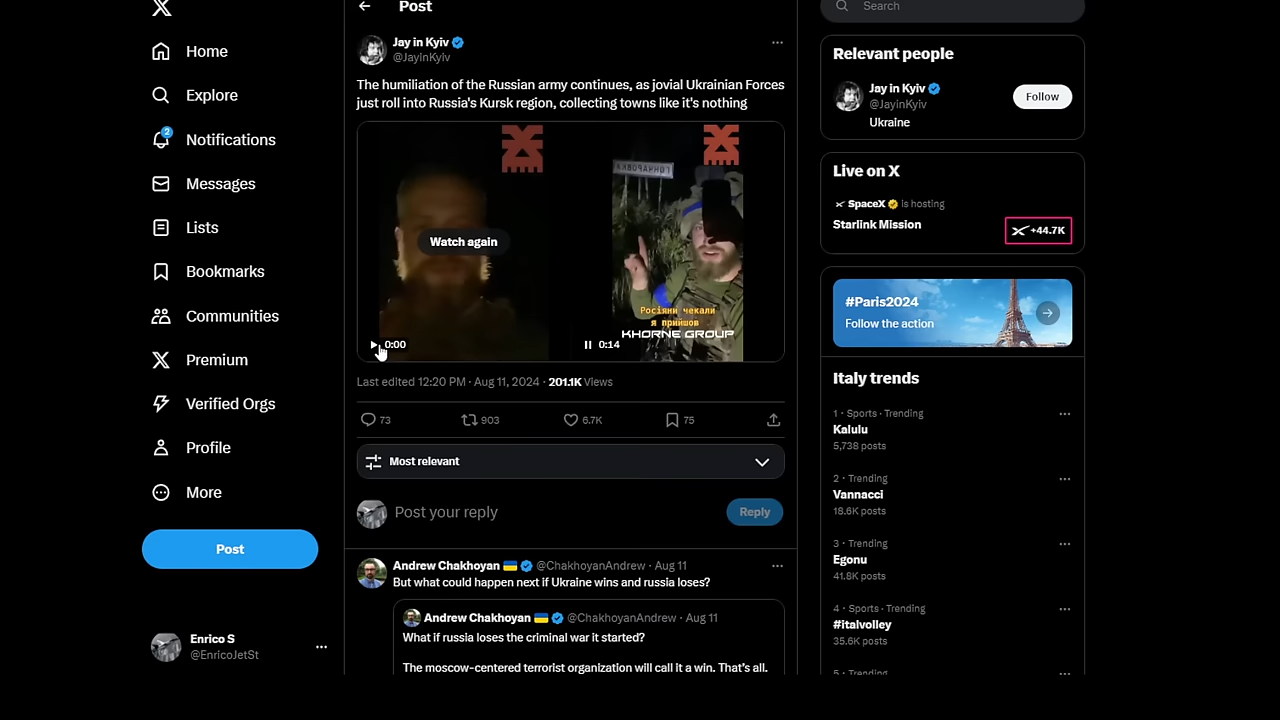 Home
Explore
2
Notifications
Messages
Lists
Bookmarks
Communities
Premium
Verified Orgs
Profile
More
Post
Enrico S
@EnricoJetSt
Post
Jay in Kyiv
@JayinKyiv
The humiliation of the Russian army continues, as jovial Ukrainian Forces
just roll into Russia's Kursk region, collecting towns like it's nothing
Watch again
0:00
Росіяни чекали
я прийшов
KHORNE GROUP
0:14
Last edited 12:20 PM · Aug 11, 2024 · 201.1K Views
73
903
6.7K
75
Most relevant
Post your reply
Reply
Andrew Chakhoyan @ChakhoyanAndrew · Aug 11
But what could happen next if Ukraine wins and russia loses?
Andrew Chakhoyan @ChakhoyanAndrew · Aug 11
What if russia loses the criminal war it started?
The moscow-centered terrorist organization will call it a win. That's all.
Search
Relevant people
Jay in Kyiv
@JayinKyiv
Follow
Ukraine
Live on X
SpaceX is hosting
Starlink Mission
+44.7K
#Paris2024
Follow the action
Italy trends
1 · Sports · Trending
Kalulu
5,738 posts
2 · Trending
Vannacci
18.6K posts
3 · Trending
Egonu
41.8K posts
4 · Sports · Trending
#italvolley
35.6K posts
5 · Trending